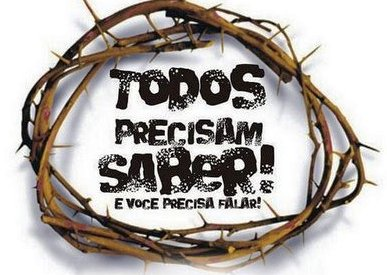 TODOS
PRECISAM
SABER!
E VOCE PRECISA FALAR!